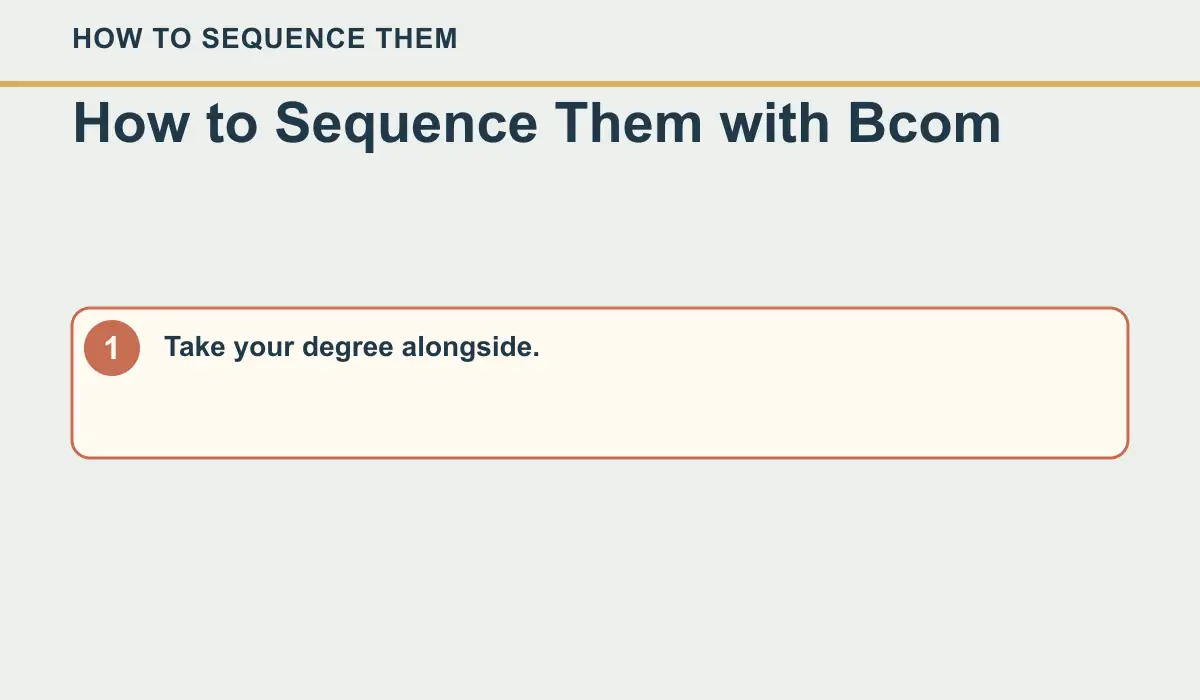 HOW TO SEQUENCE THEM
How to Sequence Them with Bcom
1
Take your degree alongside.